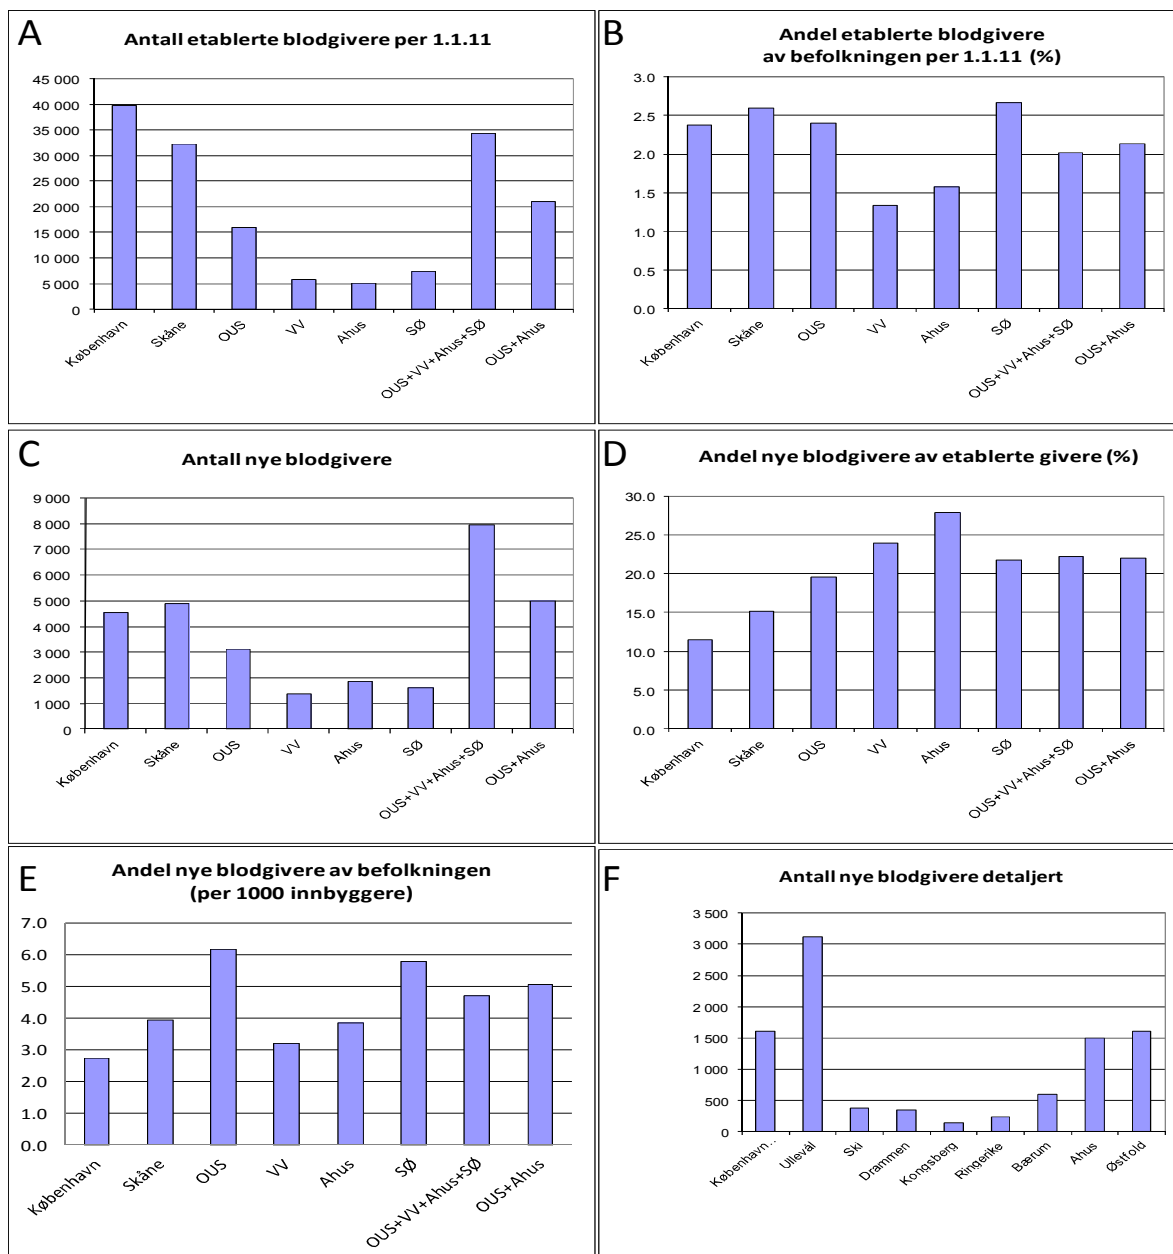 A
Antall etablerte blodgivere per 1.1.11
45 000
40 000
35 000
30 000
25 000
20 000
15 000
10 000
5 000
0
København
Skåne
OUS
VV
Ahus
SØ
OUS+VV+Ahus+SØ
OUS+Ahus
B
Andel etablerte blodgivere
av befolkningen per 1.1.11 (%)
3.0
2.5
2.0
1.5
1.0
0.5
0.0
København
Skåne
OUS
VV
Ahus
SØ
OUS+VV+Ahus+SØ
OUS+Ahus
C
Antall nye blodgivere
9 000
8 000
7 000
6 000
5 000
4 000
3 000
2 000
1 000
0
København
Skåne
OUS
VV
Ahus
SØ
OUS+VV+Ahus+SØ
OUS+Ahus
D
Andel nye blodgivere av etablerte givere (%)
30.0
25.0
20.0
15.0
10.0
5.0
0.0
København
Skåne
OUS
VV
Ahus
SØ
OUS+VV+Ahus+SØ
OUS+Ahus
E
Andel nye blodgivere av befolkningen
(per 1000 innbyggere)
7.0
6.0
5.0
4.0
3.0
2.0
1.0
0.0
København
Skåne
OUS
VV
Ahus
SØ
OUS+VV+Ahus+SØ
OUS+Ahus
F
Antall nye blodgivere detaljert
3 500
3 000
2 500
2 000
1 500
1 000
500
0
København...
Ullevål
Ski
Drammen
Kongsberg
Ringerike
Bærum
Ahus
Østfold